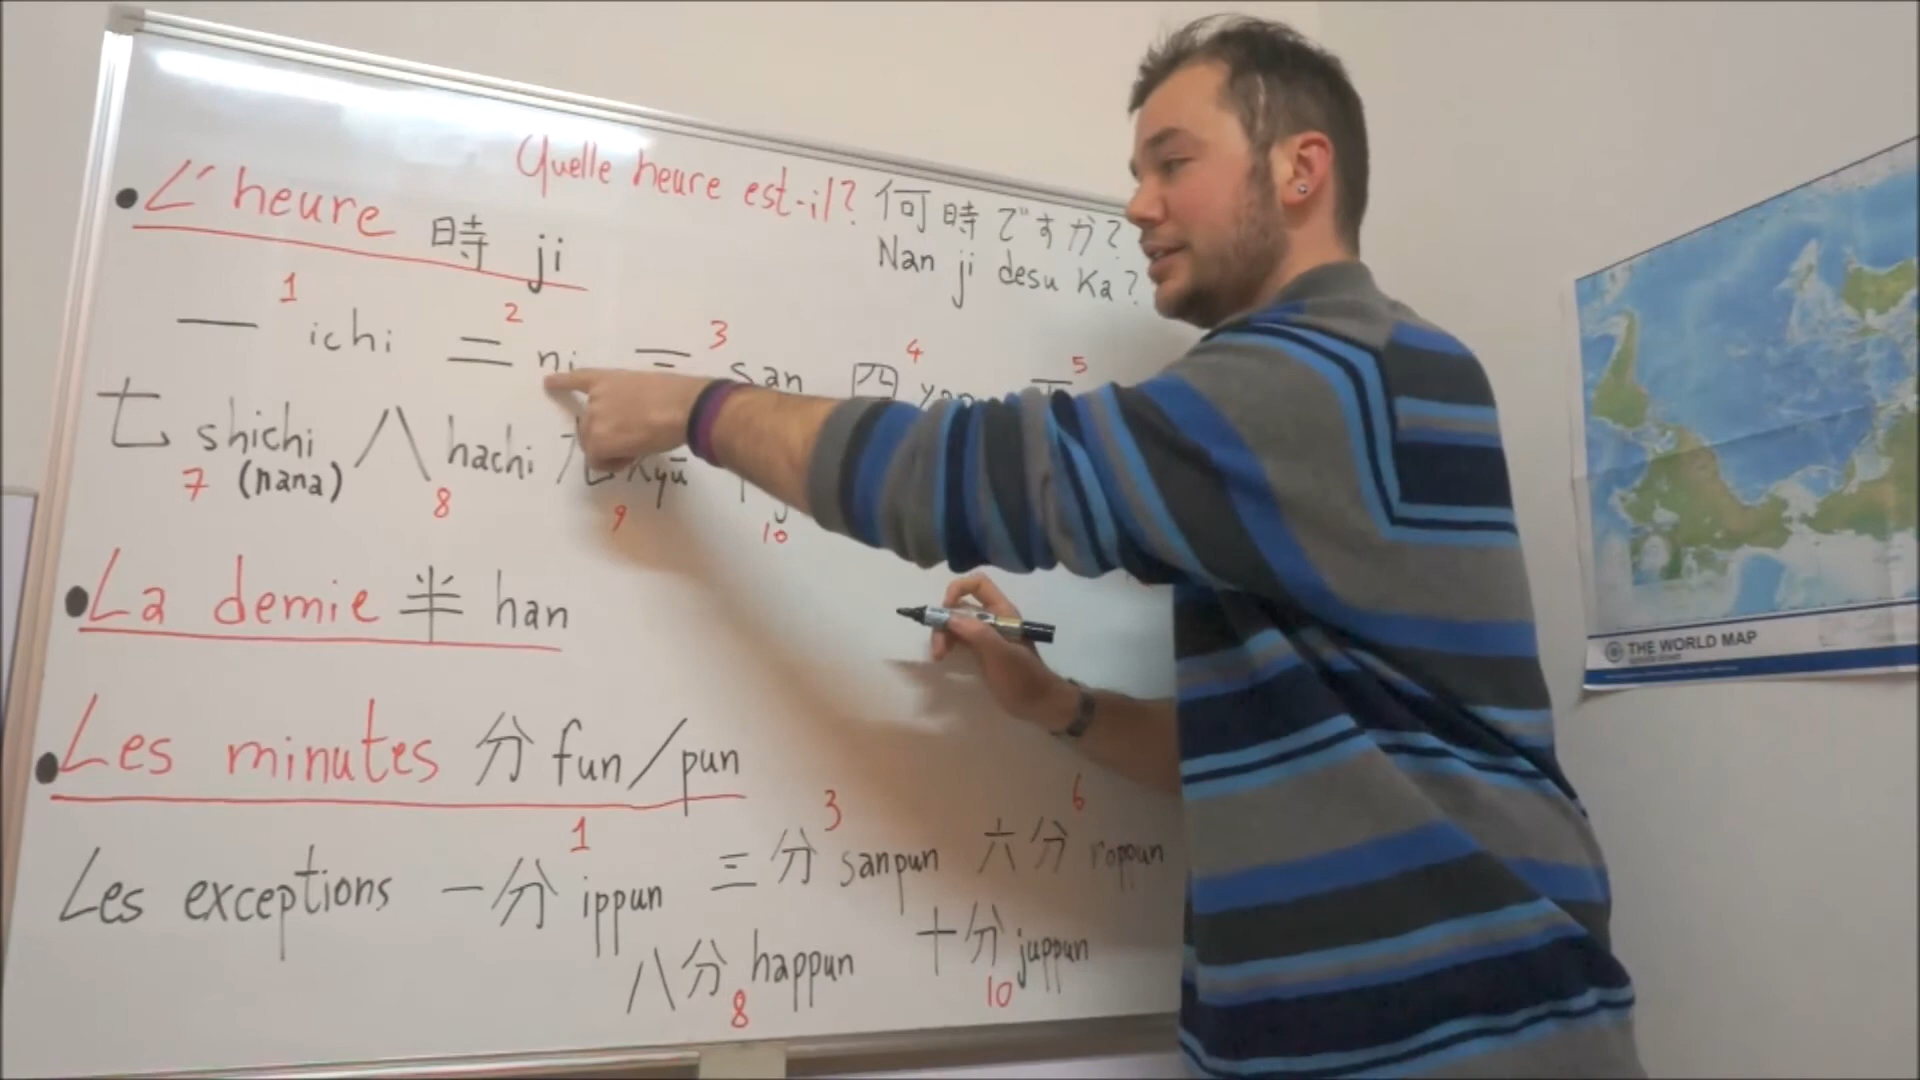 Quelle heure est-il? 何時ですか?
Nan ji desu Ka?
• L'heure 時 ji
1 2 3 4 5
一 ichi 二 ni 三 san 四 yon
七 shichi 八 hachi 九 kyū
7 (nana) 8 9 10
• La demie 半 han
• Les minutes 分 fun/pun
1 3 6
Les exceptions 一分 ippun 三分 sanpun 六分 roppun
八分 happun 十分 juppun
8 10
THE WORLD MAP